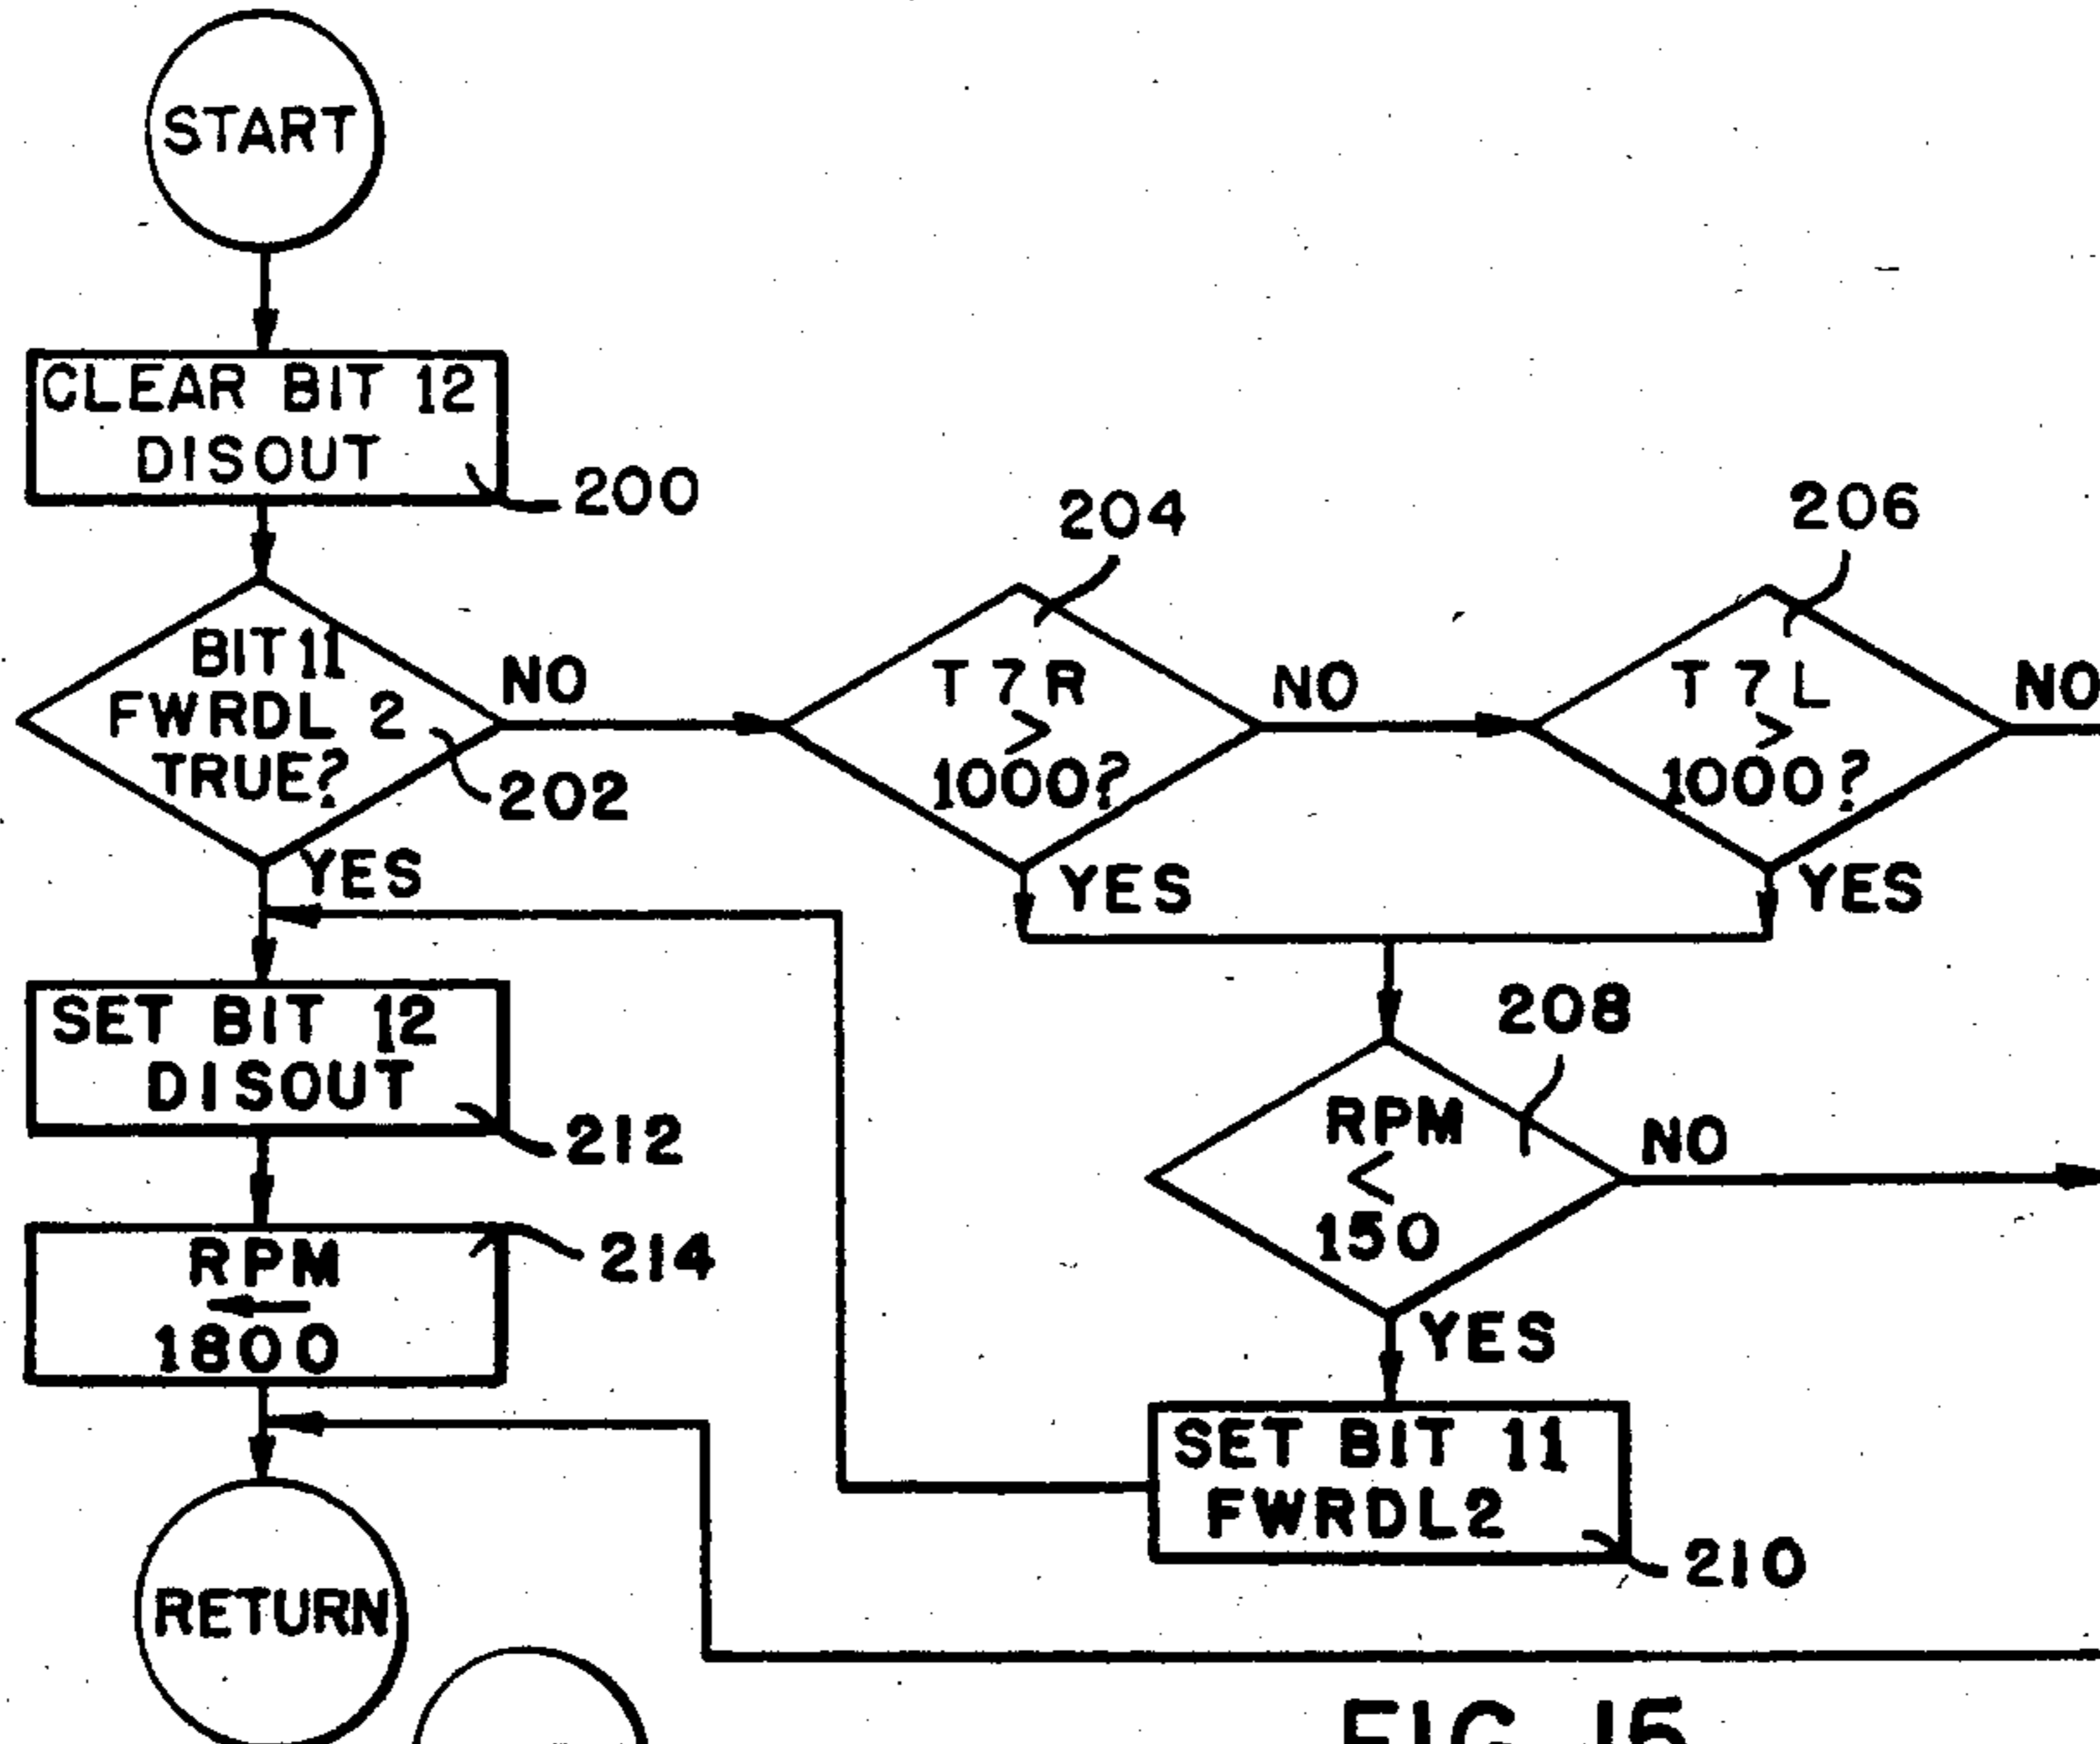 START
CLEAR BIT 12
DISOUT
200
BIT 11
FWRDL 2
TRUE?
202
NO
YES
204
T 7 R
>
1000?
NO
YES
206
T 7 L
>
1000?
NO
YES
208
RPM
<
150
NO
YES
SET BIT 11
FWRDL2
210
SET BIT 12
DISOUT
212
RPM
←
1800
214
RETURN
FIG. 15